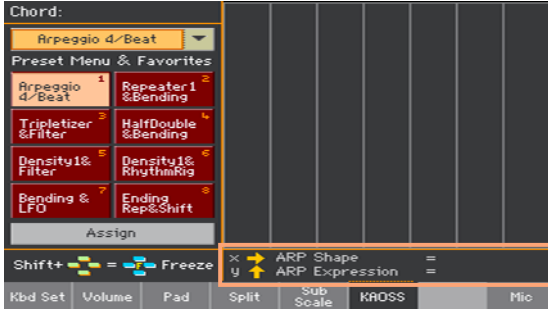 Chord:
Arpeggio 4/Beat
Preset Menu & Favorites
Arpeggio 4/Beat 1
Repeater1 &Bending 2
Tripletizer &Filter 3
HalfDouble &Bending 4
Density1& Filter 5
Density1& RhythmRig 6
Bending & LFO 7
Ending Rep&Shift 8
Assign
Shift+ = F Freeze
x ARP Shape =
y ARP Expression =
Kbd Set Volume Pad Split Sub Scale KAOSS Mic